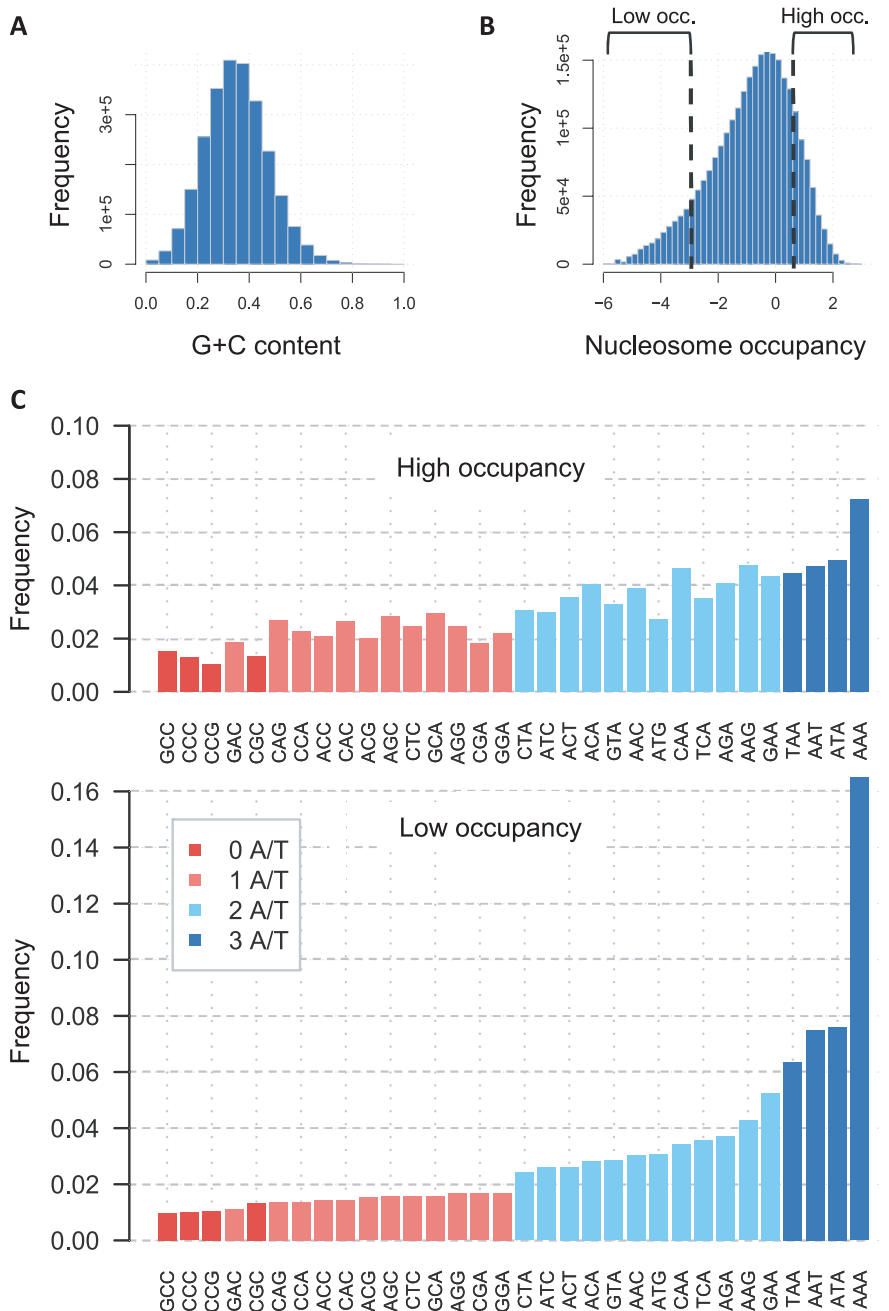 A
Frequency
3e+5
1e+5
0
0.0 0.2 0.4 0.6 0.8 1.0
G+C content
B
Low occ. High occ.
Frequency
1.5e+5
1e+5
5e+4
0
−6 −4 −2 0 2
Nucleosome occupancy
C
High occupancy
Frequency
0.10
0.08
0.06
0.04
0.02
0.00
GCC CCC CCG GAC CGC CAG CCA ACC CAC ACG AGC CTC GCA AGG CGA GGA CTA ATC ACT ACA GTA AAC ATG CAA TCA AGA AAG GAA TAA AAT ATA AAA
Low occupancy
Frequency
0.16
0.14
0.12
0.10
0.08
0.06
0.04
0.02
0.00
0 A/T
1 A/T
2 A/T
3 A/T
GCC CCC CCG GAC CGC CAG CCA ACC CAC ACG AGC CTC GCA AGG CGA GGA CTA ATC ACT ACA GTA AAC ATG CAA TCA AGA AAG GAA TAA AAT ATA AAA